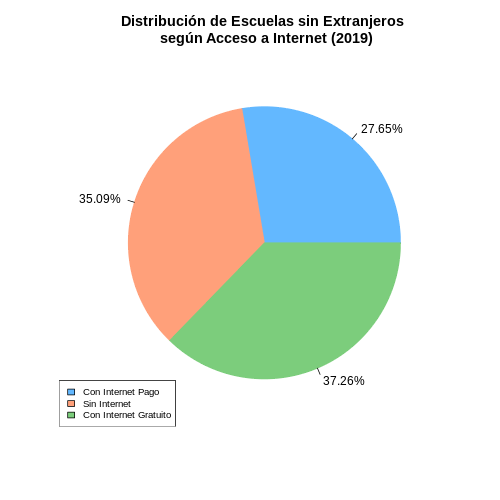 Distribución de Escuelas sin Extranjeros
según Acceso a Internet (2019)
27.65%
35.09%
37.26%
Con Internet Pago
Sin Internet
Con Internet Gratuito